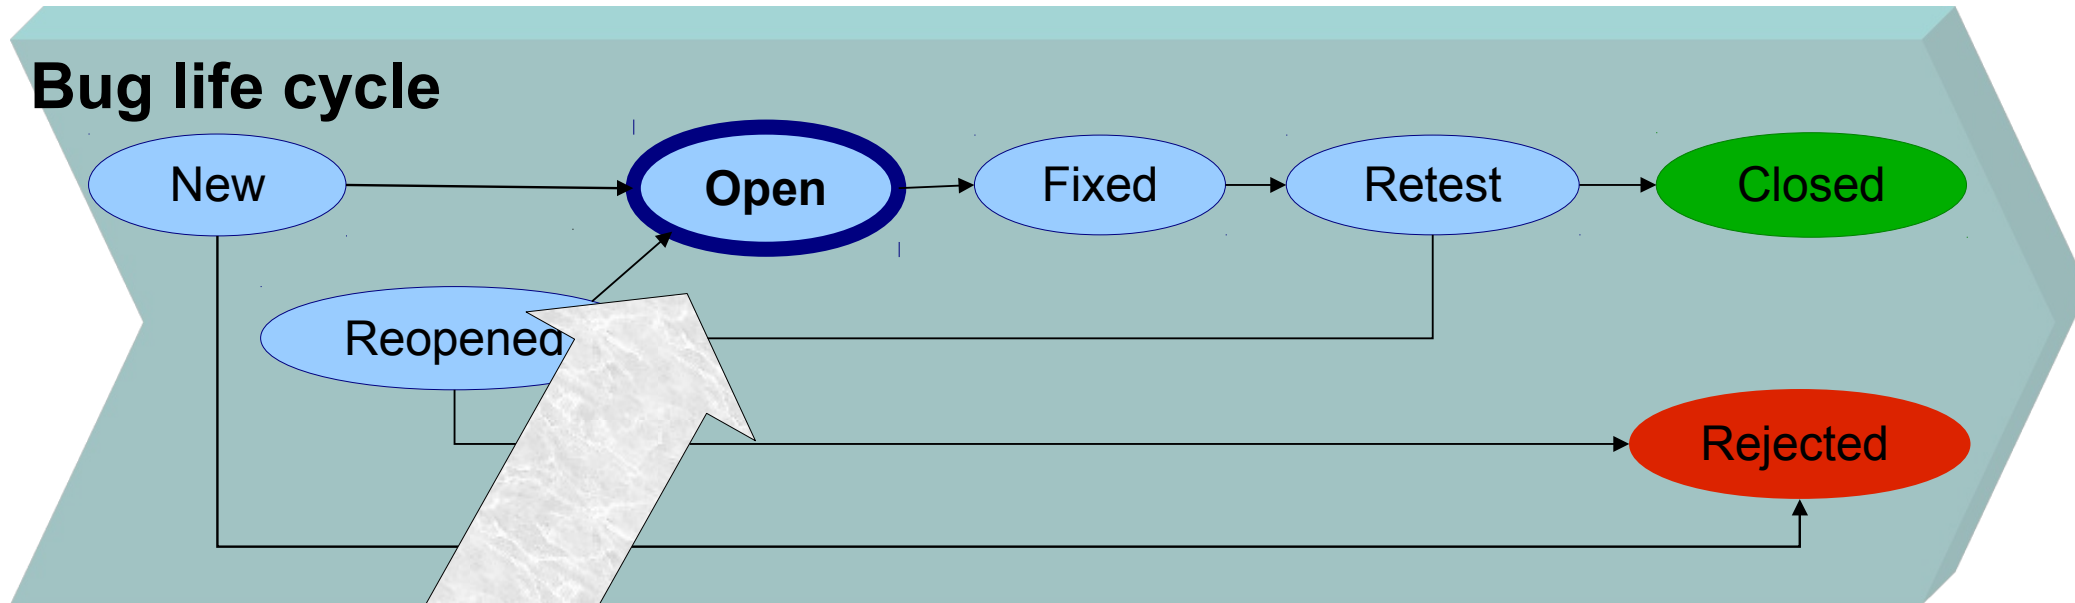 Bug life cycle
New
Open
Fixed
Retest
Closed
Reopened
Rejected